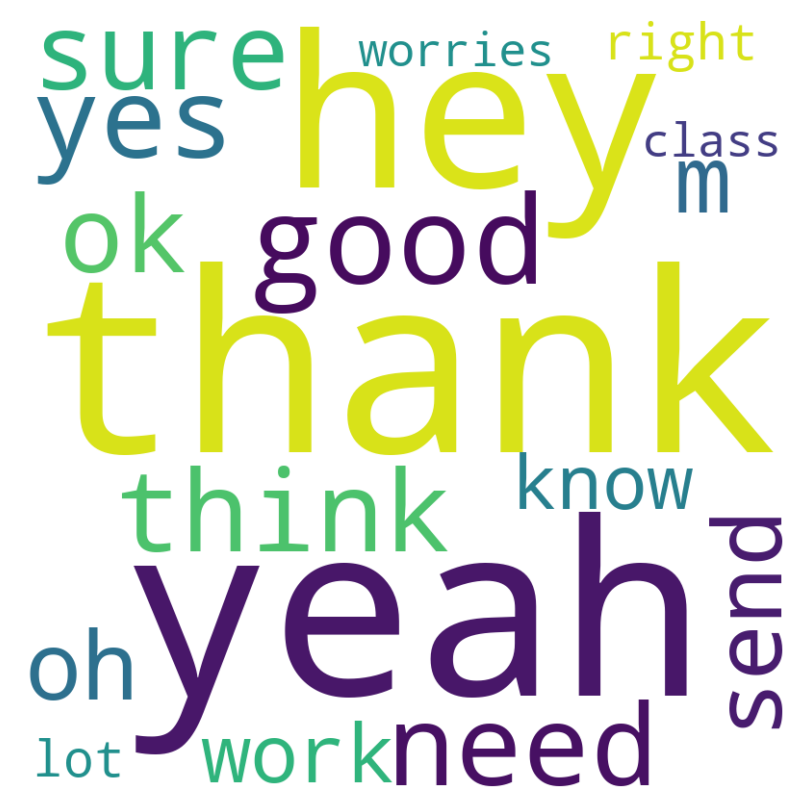 sure
worries
right
hey
yes
class
m
ok
good
thank
think
know
send
yeah
oh
lot
work
need